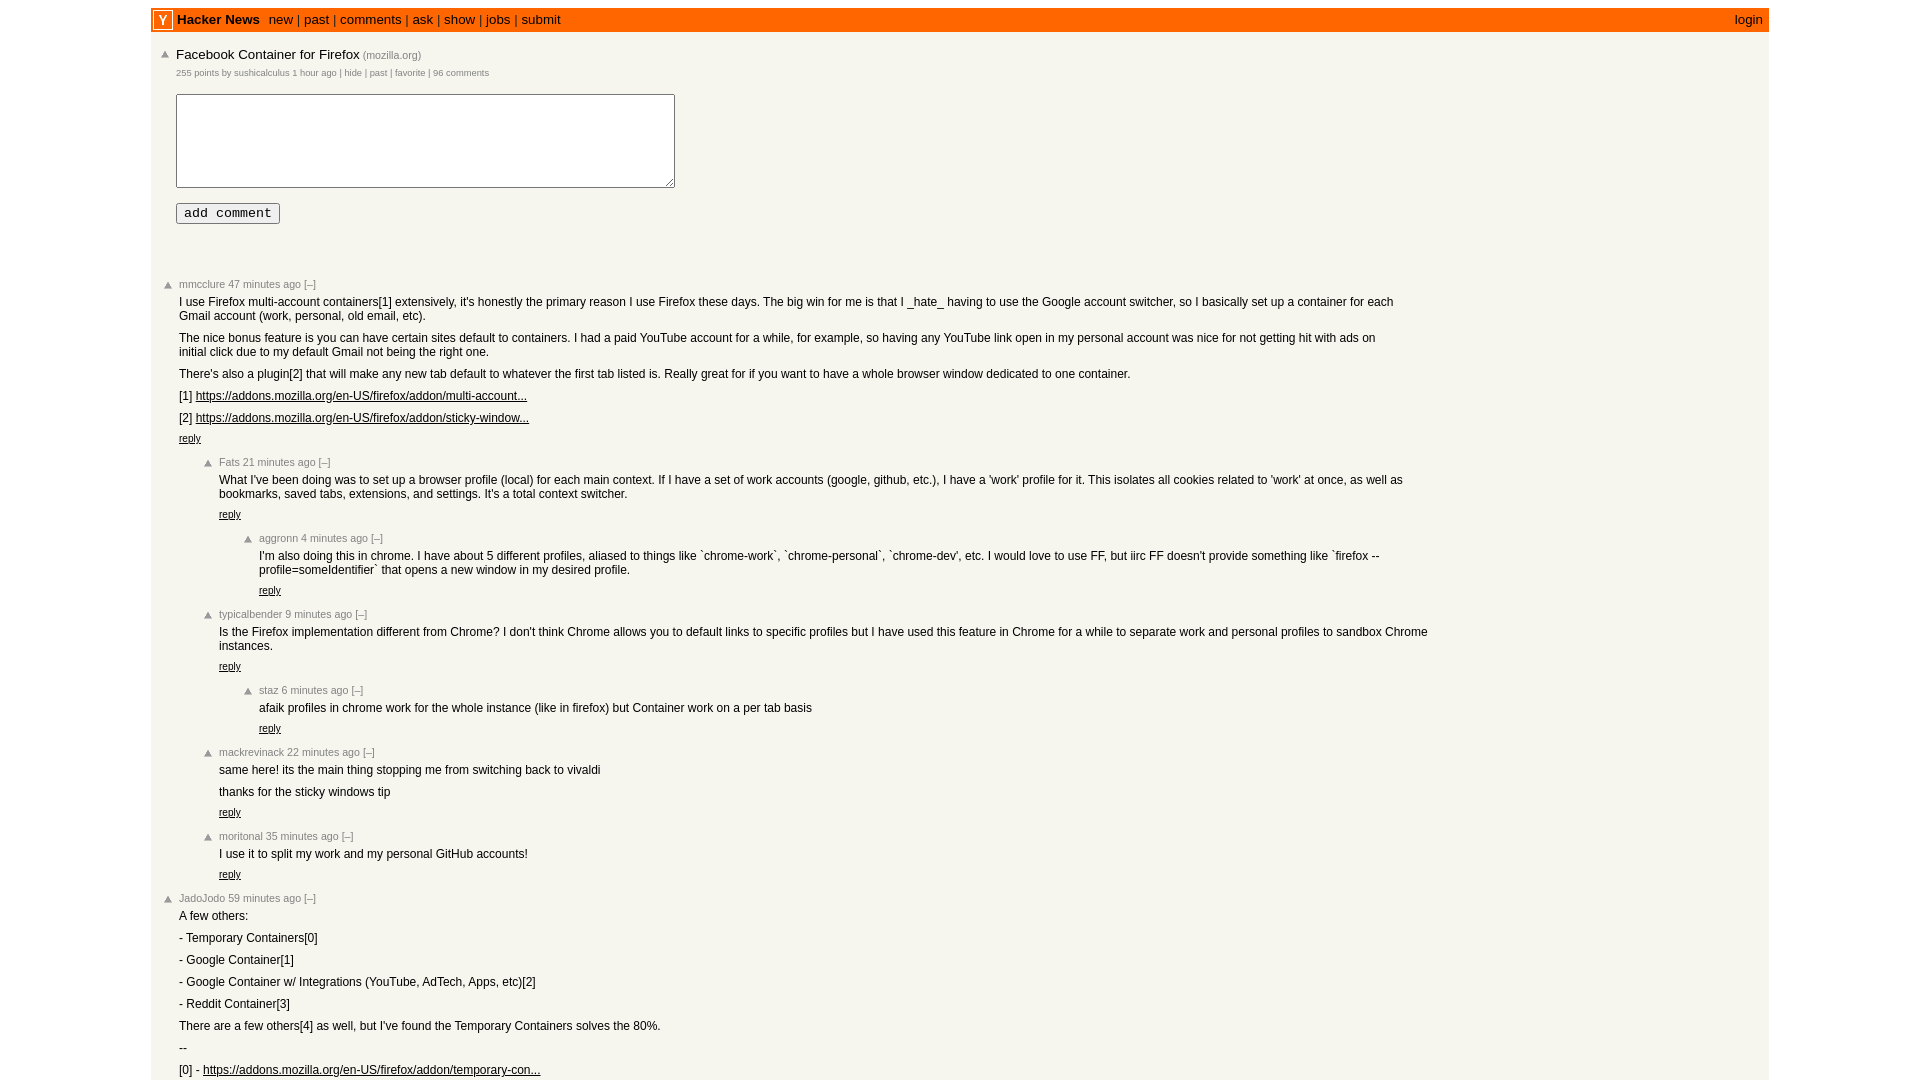 Y Hacker News new | past | comments | ask | show | jobs | submit login
Facebook Container for Firefox (mozilla.org)
255 points by sushicalculus 1 hour ago | hide | past | favorite | 96 comments
add comment
mmcclure 47 minutes ago [–]
I use Firefox multi-account containers[1] extensively, it's honestly the primary reason I use Firefox these days. The big win for me is that I _hate_ having to use the Google account switcher, so I basically set up a container for each
Gmail account (work, personal, old email, etc).
The nice bonus feature is you can have certain sites default to containers. I had a paid YouTube account for a while, for example, so having any YouTube link open in my personal account was nice for not getting hit with ads on
initial click due to my default Gmail not being the right one.
There's also a plugin[2] that will make any new tab default to whatever the first tab listed is. Really great for if you want to have a whole browser window dedicated to one container.
[1] https://addons.mozilla.org/en-US/firefox/addon/multi-account...
[2] https://addons.mozilla.org/en-US/firefox/addon/sticky-window...
reply
Fats 21 minutes ago [–]
What I've been doing was to set up a browser profile (local) for each main context. If I have a set of work accounts (google, github, etc.), I have a 'work' profile for it. This isolates all cookies related to 'work' at once, as well as
bookmarks, saved tabs, extensions, and settings. It's a total context switcher.
reply
aggronn 4 minutes ago [–]
I'm also doing this in chrome. I have about 5 different profiles, aliased to things like `chrome-work`, `chrome-personal`, `chrome-dev', etc. I would love to use FF, but iirc FF doesn't provide something like `firefox --
profile=someIdentifier` that opens a new window in my desired profile.
reply
typicalbender 9 minutes ago [–]
Is the Firefox implementation different from Chrome? I don't think Chrome allows you to default links to specific profiles but I have used this feature in Chrome for a while to separate work and personal profiles to sandbox Chrome
instances.
reply
staz 6 minutes ago [–]
afaik profiles in chrome work for the whole instance (like in firefox) but Container work on a per tab basis
reply
mackrevinack 22 minutes ago [–]
same here! its the main thing stopping me from switching back to vivaldi
thanks for the sticky windows tip
reply
moritonal 35 minutes ago [–]
I use it to split my work and my personal GitHub accounts!
reply
JadoJodo 59 minutes ago [–]
A few others:
- Temporary Containers[0]
- Google Container[1]
- Google Container w/ Integrations (YouTube, AdTech, Apps, etc)[2]
- Reddit Container[3]
There are a few others[4] as well, but I've found the Temporary Containers solves the 80%.
--
[0] - https://addons.mozilla.org/en-US/firefox/addon/temporary-con...